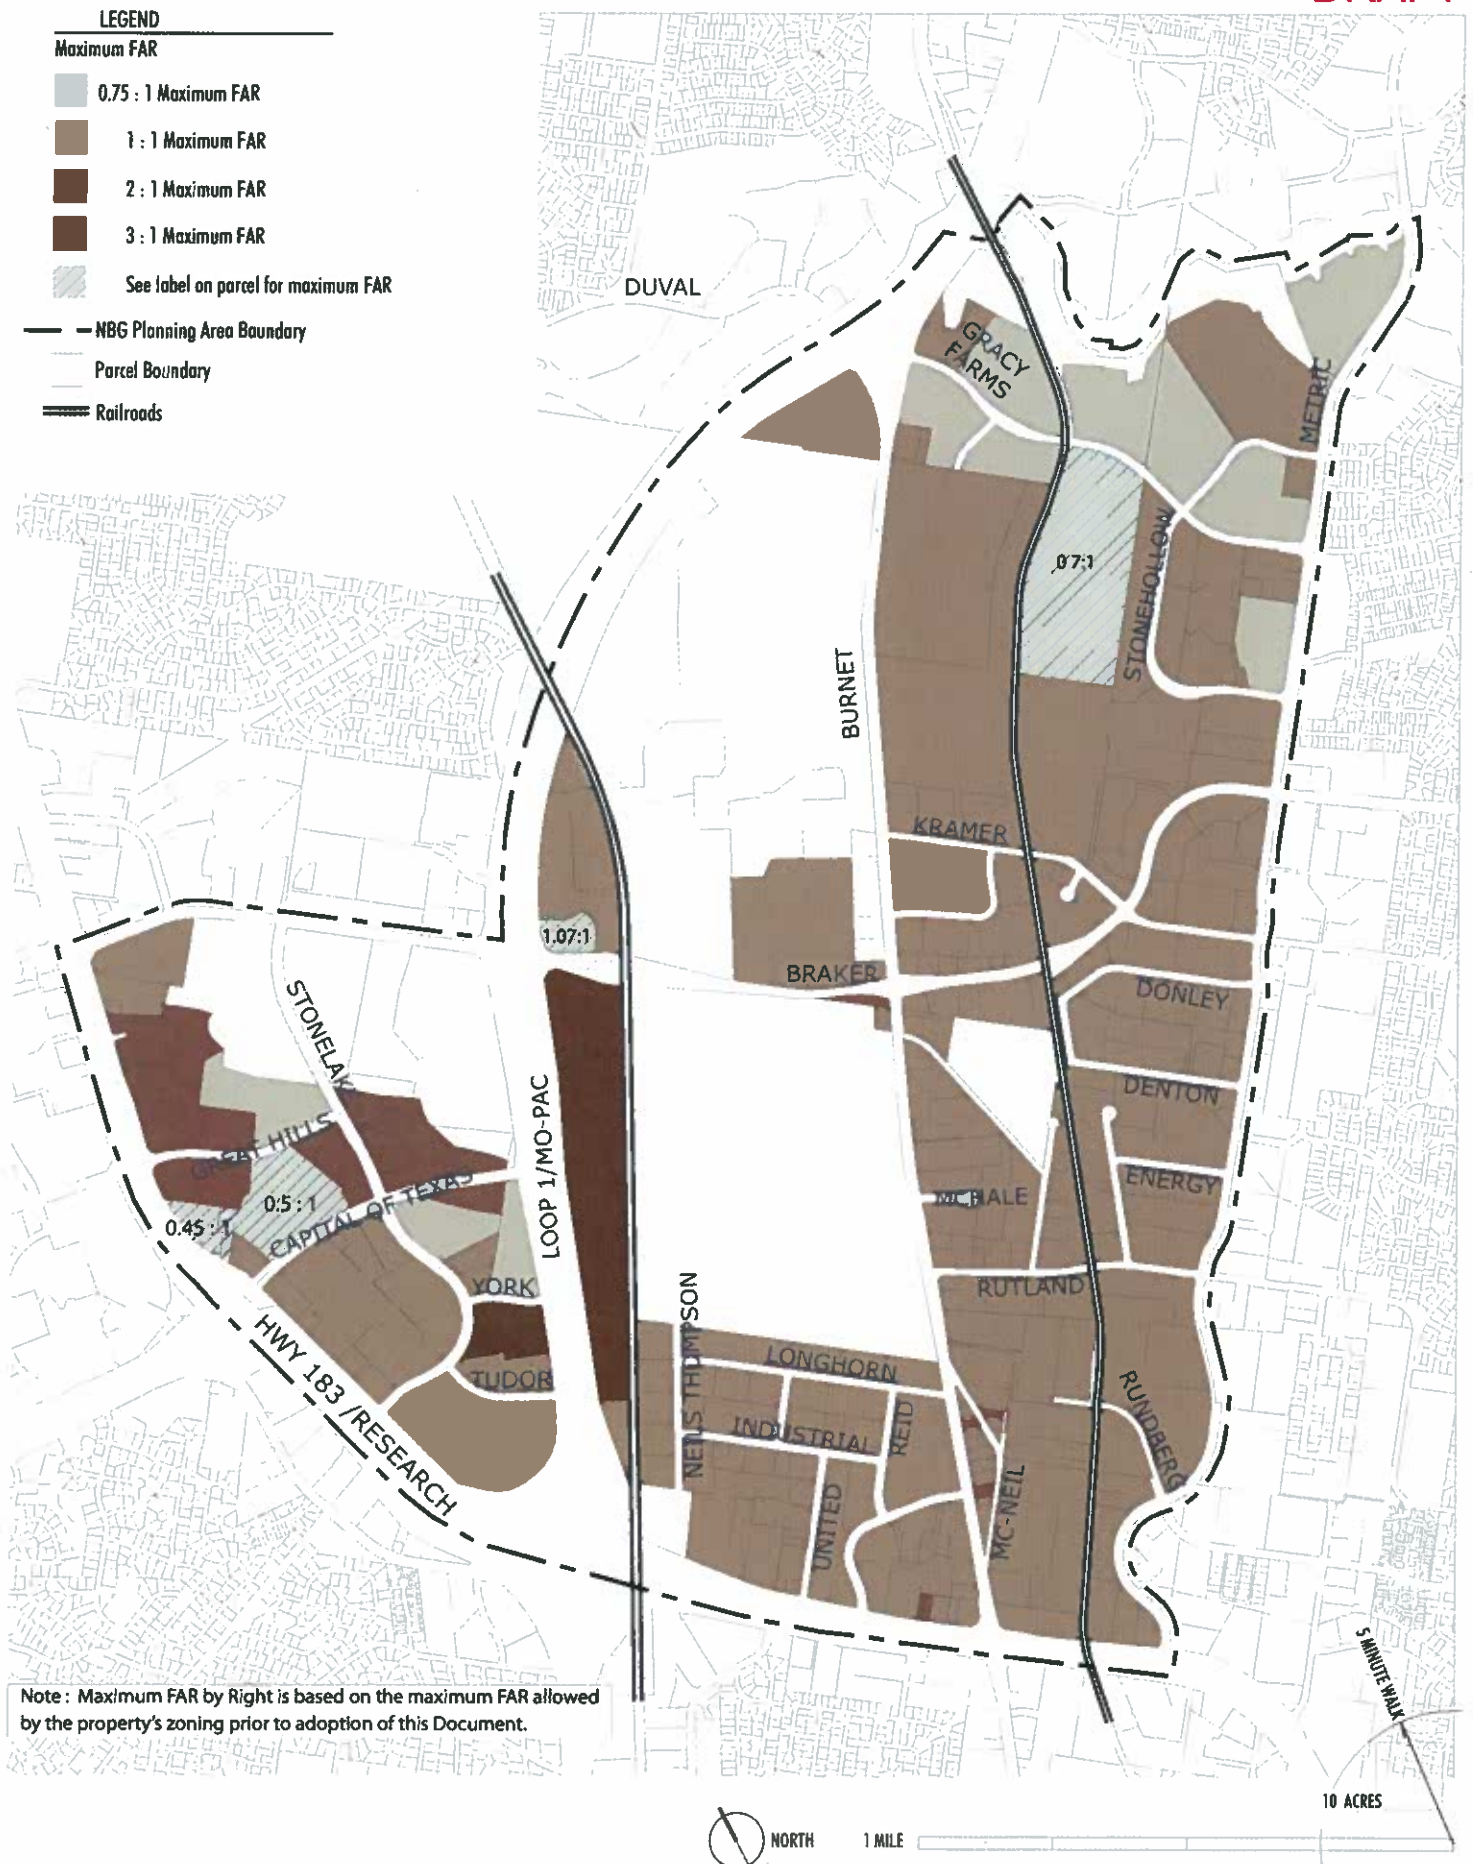 LEGEND
Maximum FAR
0.75 : 1 Maximum FAR
1 : 1 Maximum FAR
2 : 1 Maximum FAR
3 : 1 Maximum FAR
See label on parcel for maximum FAR
NBG Planning Area Boundary
Parcel Boundary
Railroads
DUVAL
GRACY
FARMS
METRIC
0.7:1
STONEHOLLOW
BURNET
KRAMER
1.07:1
BRAKER
DONLEY
STONELAK
DENTON
LOOP 1/MO-PAC
GREAT HILLS
ENERGY
0.5 : 1
CAPITAL OF TEXAS
0.45 : 1
RUTLAND
YORK
NEILS THOMPSON
HWY 183 /RESEARCH
LONGHORN
TUDOR
RUNDBERG
REID
INDUSTRIAL
MC-NEIL
UNITED
5 MINUTE WALK
Note : Maximum FAR by Right is based on the maximum FAR allowed
by the property's zoning prior to adoption of this Document.
10 ACRES
NORTH
1 MILE